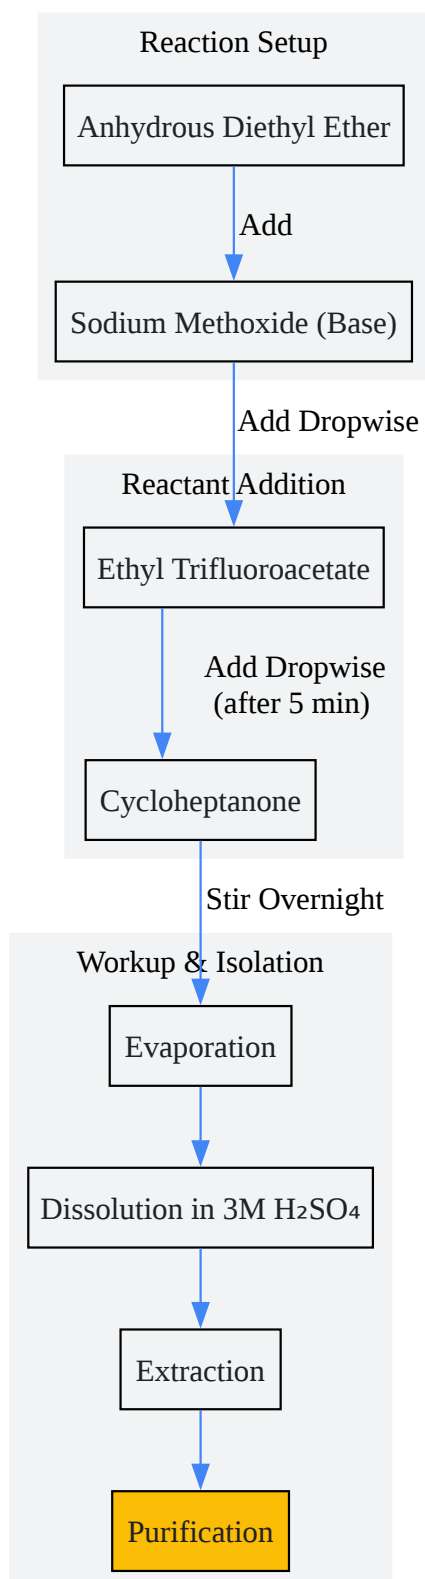 Reaction Setup
Anhydrous Diethyl Ether
Add
Sodium Methoxide (Base)
Add Dropwise
Reactant Addition
Ethyl Trifluoroacetate
Add Dropwise
(after 5 min)
Cycloheptanone
Stir Overnight
Workup & Isolation
Evaporation
Dissolution in 3M H₂SO₄
Extraction
Purification